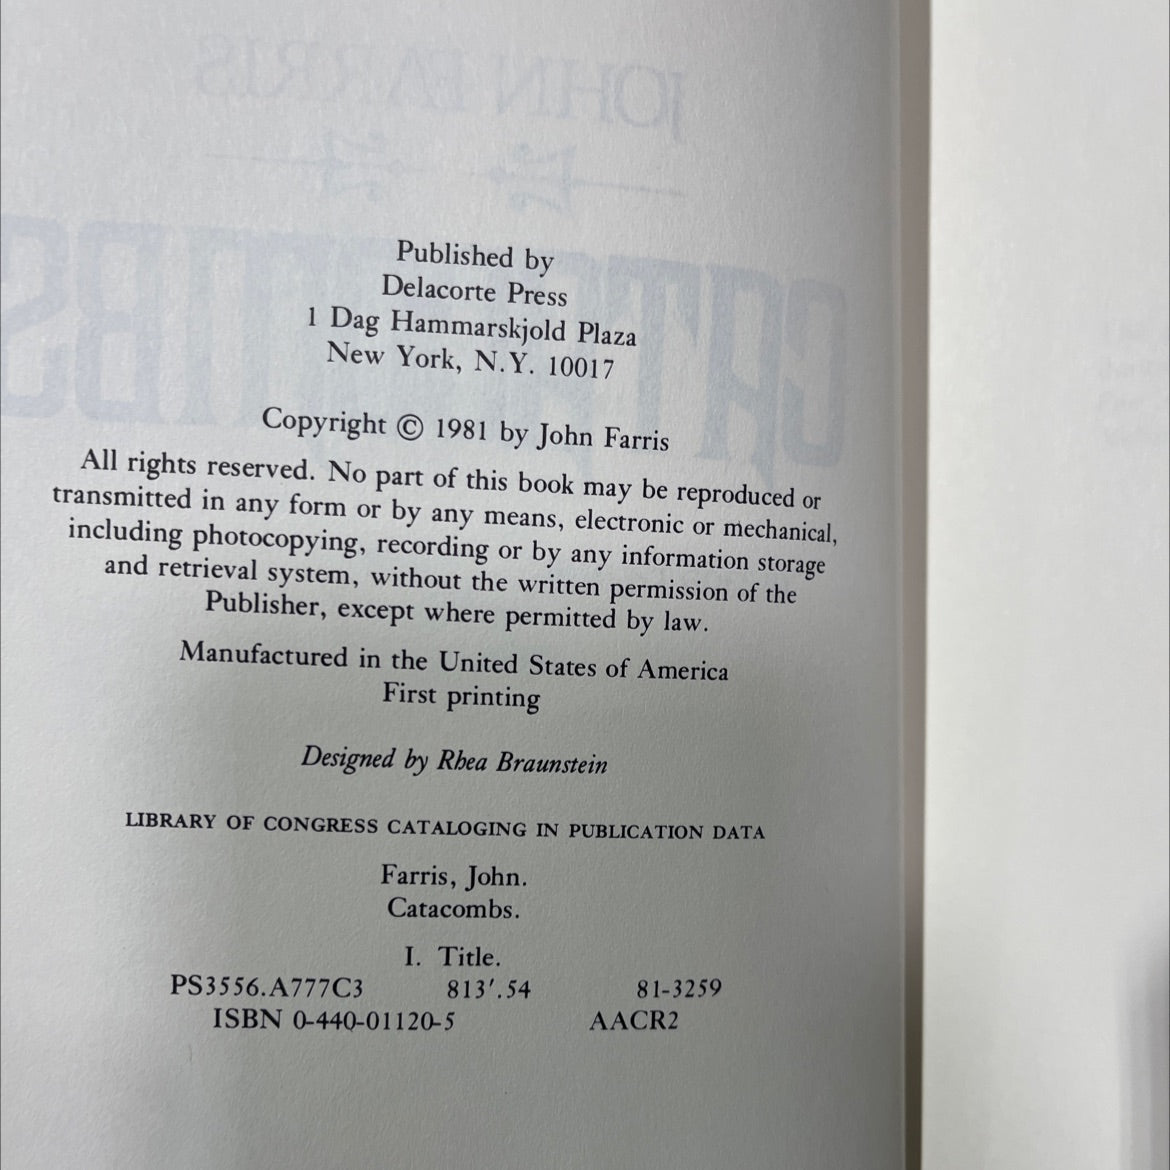 Published by
Delacorte Press
1 Dag Hammarskjold Plaza
New York, N.Y. 10017
Copyright © 1981 by John Farris
All rights reserved. No part of this book may be reproduced or
transmitted in any form or by any means, electronic or mechanical,
including photocopying, recording or by any information storage
and retrieval system, without the written permission of the
Publisher, except where permitted by law.
Manufactured in the United States of America
First printing
Designed by Rhea Braunstein
LIBRARY OF CONGRESS CATALOGING IN PUBLICATION DATA
Farris, John.
Catacombs.
I. Title.
PS3556.A777C3 813′.54 81-3259
ISBN 0-440-01120-5 AACR2